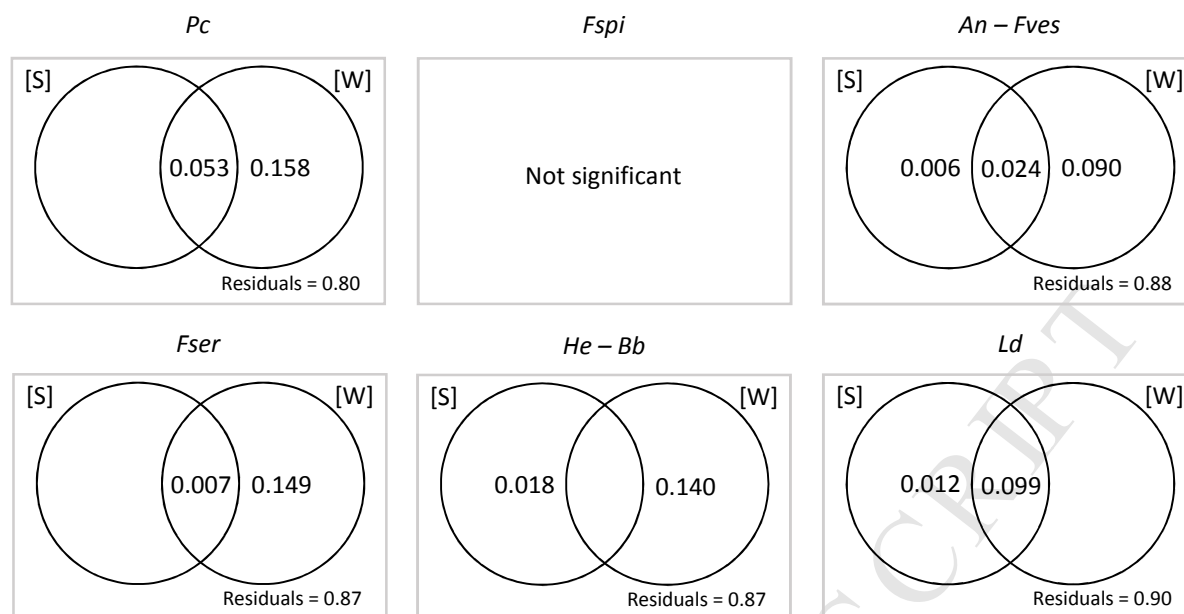 Pc
Fspi
An – Fves
[S] [W]
0.053 0.158
Residuals = 0.80
Not significant
[S] [W]
0.006 0.024 0.090
Residuals = 0.88
Fser
He – Bb
Ld
[S] [W]
0.007 0.149
Residuals = 0.87
[S] [W]
0.018 0.140
Residuals = 0.87
[S] [W]
0.012 0.099
Residuals = 0.90
CRIPT